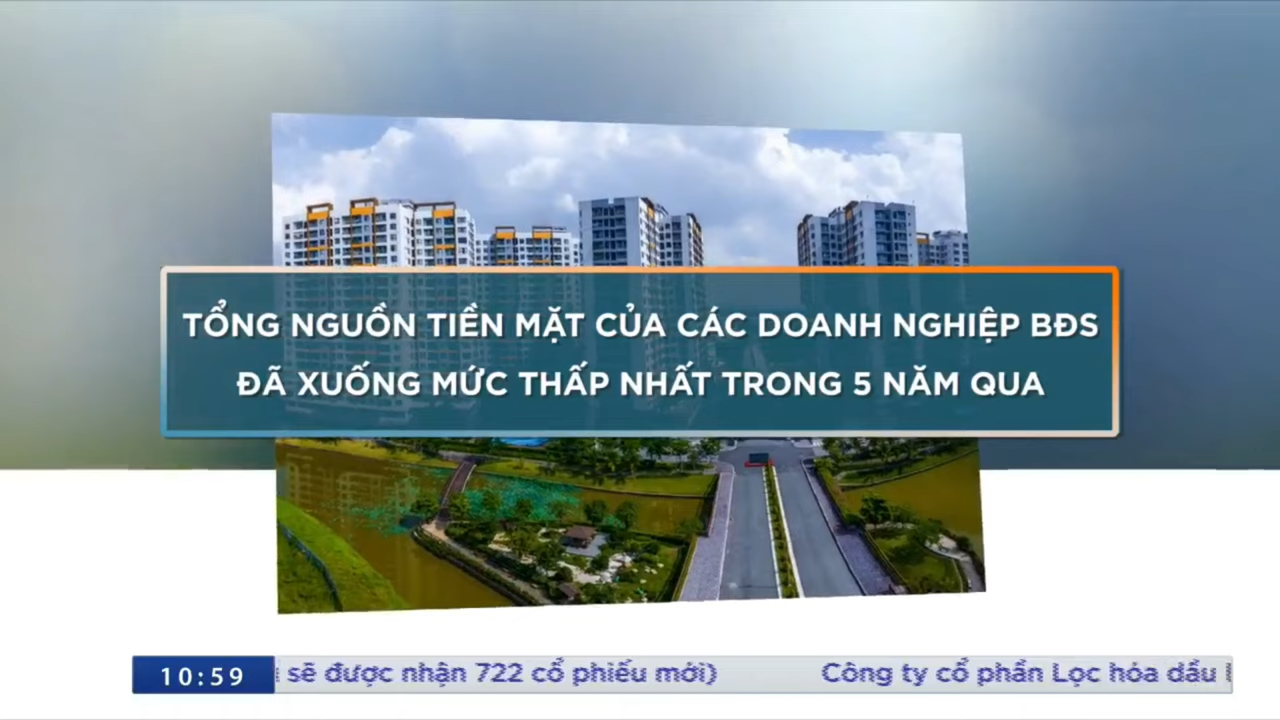 TỔNG NGUỒN TIỀN MẶT CỦA CÁC DOANH NGHIỆP BĐS
ĐÃ XUỐNG MỨC THẤP NHẤT TRONG 5 NĂM QUA
10:59 sẽ được nhận 722 cổ phiếu mới) Công ty cổ phần Lọc hóa dầu